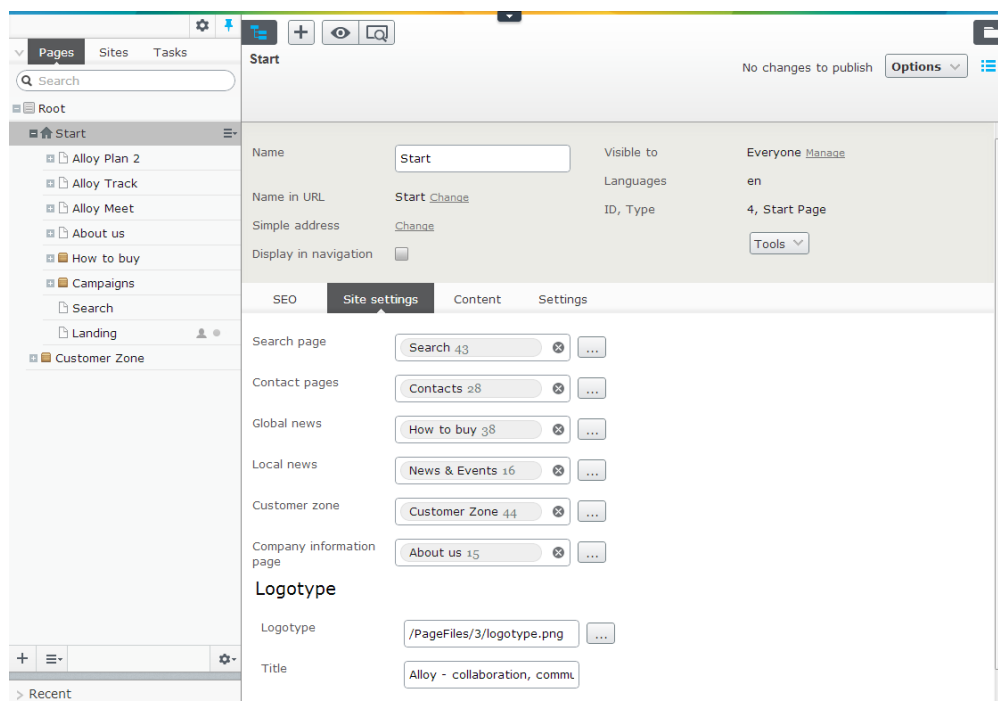 Pages Sites Tasks
Search
Root
Start
Alloy Plan 2
Alloy Track
Alloy Meet
About us
How to buy
Campaigns
Search
Landing
Customer Zone
Recent
Start
No changes to publish Options
Name Start
Name in URL Start Change
Simple address Change
Display in navigation
Visible to Everyone Manage
Languages en
ID, Type 4, Start Page
Tools
SEO Site settings Content Settings
Search page Search 43 ...
Contact pages Contacts 28 ...
Global news How to buy 38 ...
Local news News & Events 16 ...
Customer zone Customer Zone 44 ...
Company information
page
About us 15 ...
Logotype
Logotype /PageFiles/3/logotype.png ...
Title Alloy - collaboration, commu